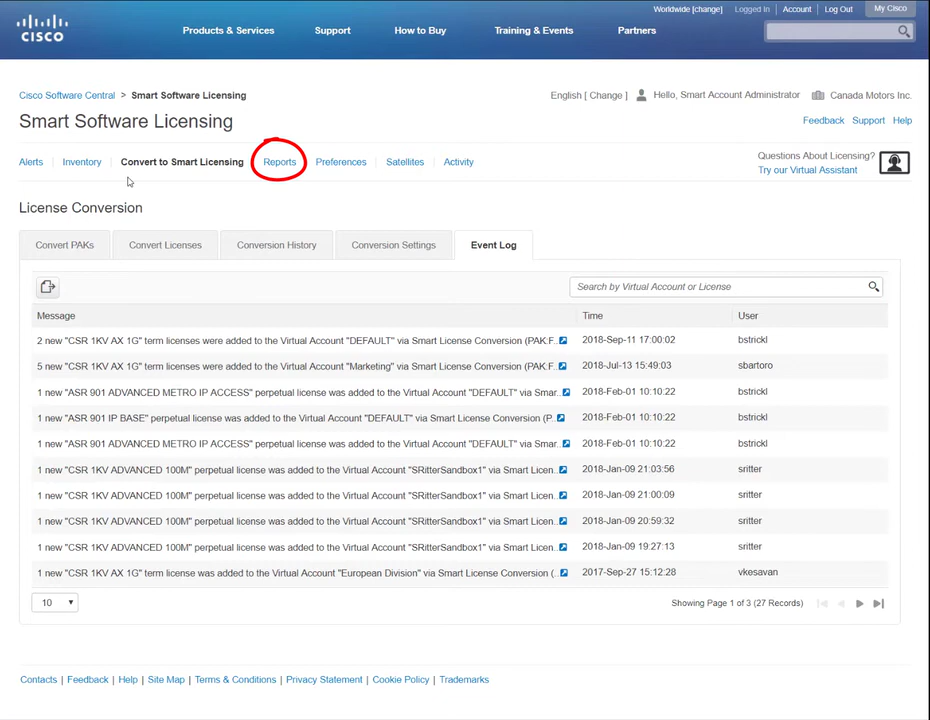 Worldwide [change] Logged in Account Log Out My Cisco
CISCO
Products & Services Support How to Buy Training & Events Partners
Cisco Software Central > Smart Software Licensing
English [ Change ] Hello, Smart Account Administrator Canada Motors Inc.
Smart Software Licensing
Feedback Support Help
Alerts Inventory Convert to Smart Licensing Reports Preferences Satellites Activity
Questions About Licensing?
Try our Virtual Assistant
License Conversion
Convert PAKs Convert Licenses Conversion History Conversion Settings Event Log
Search by Virtual Account or License
Message Time User
2 new "CSR 1KV AX 1G" term licenses were added to the Virtual Account "DEFAULT" via Smart License Conversion (PAK:F.. 2018-Sep-11 17:00:02 bstrickl
5 new "CSR 1KV AX 1G" term licenses were added to the Virtual Account "Marketing" via Smart License Conversion (PAK:F.. 2018-Jul-13 15:49:03 sbartoro
1 new "ASR 901 ADVANCED METRO IP ACCESS" perpetual license was added to the Virtual Account "DEFAULT" via Smar.. 2018-Feb-01 10:10:22 bstrickl
1 new "ASR 901 IP BASE" perpetual license was added to the Virtual Account "DEFAULT" via Smart License Conversion (P.. 2018-Feb-01 10:10:22 bstrickl
1 new "ASR 901 ADVANCED METRO IP ACCESS" perpetual license was added to the Virtual Account "DEFAULT" via Smar.. 2018-Feb-01 10:10:22 bstrickl
1 new "CSR 1KV ADVANCED 100M" perpetual license was added to the Virtual Account "SRitterSandbox1" via Smart Licen.. 2018-Jan-09 21:03:56 sritter
1 new "CSR 1KV ADVANCED 100M" perpetual license was added to the Virtual Account "SRitterSandbox1" via Smart Licen.. 2018-Jan-09 21:00:09 sritter
1 new "CSR 1KV ADVANCED 100M" perpetual license was added to the Virtual Account "SRitterSandbox1" via Smart Licen.. 2018-Jan-09 20:59:32 sritter
1 new "CSR 1KV ADVANCED 100M" perpetual license was added to the Virtual Account "SRitterSandbox1" via Smart Licen.. 2018-Jan-09 19:27:13 sritter
1 new "CSR 1KV AX 1G" term license was added to the Virtual Account "European Division" via Smart License Conversion (.. 2017-Sep-27 15:12:28 vkesavan
10 Showing Page 1 of 3 (27 Records)
Contacts | Feedback | Help | Site Map | Terms & Conditions | Privacy Statement | Cookie Policy | Trademarks